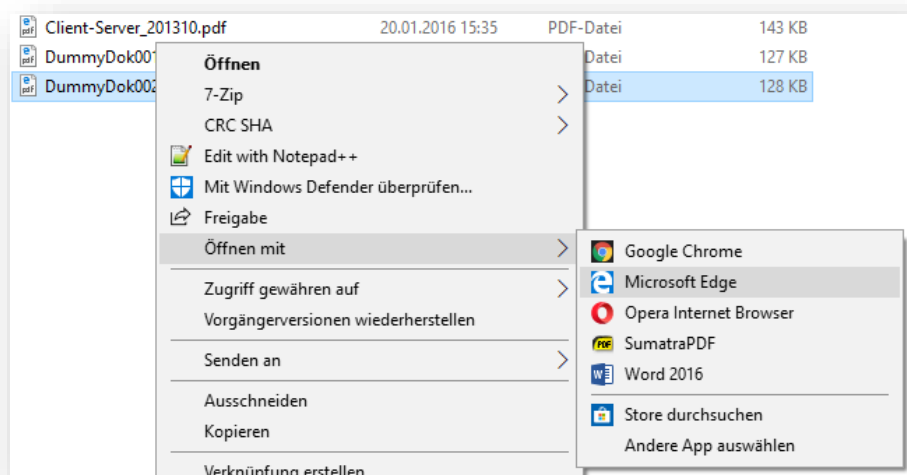 Client-Server_201310.pdf 20.01.2016 15:35 PDF-Datei 143 KB
DummyDok001 Datei 127 KB
DummyDok002 Datei 128 KB
Öffnen
7-Zip
CRC SHA
Edit with Notepad++
Mit Windows Defender überprüfen...
Freigabe
Öffnen mit
Zugriff gewähren auf
Vorgängerversionen wiederherstellen
Senden an
Ausschneiden
Kopieren
Verknüpfung erstellen
Google Chrome
Microsoft Edge
Opera Internet Browser
SumatraPDF
Word 2016
Store durchsuchen
Andere App auswählen